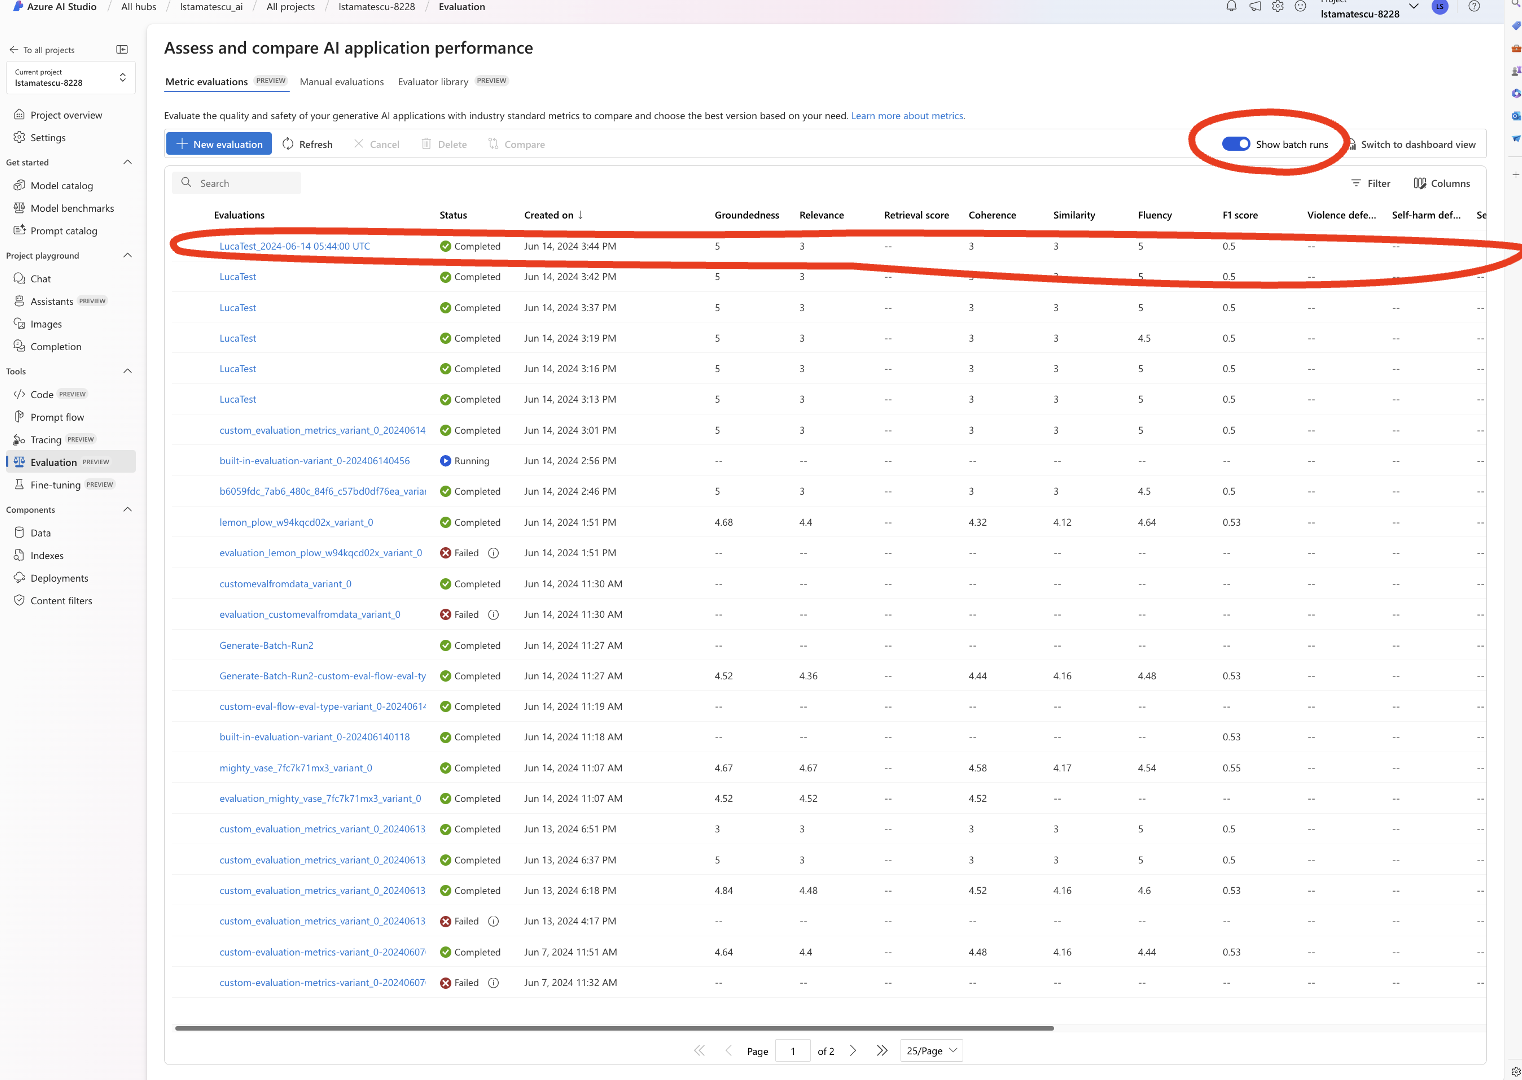 Azure AI Studio / All hubs / lstamatescu_ai / All projects / lstamatescu-8228 / Evaluation
lstamatescu-8228
LS
To all projects
Current project
lstamatescu-8228
Project overview
Settings
Get started
Model catalog
Model benchmarks
Prompt catalog
Project playground
Chat
Assistants PREVIEW
Images
Completion
Tools
Code PREVIEW
Prompt flow
Tracing PREVIEW
Evaluation PREVIEW
Fine-tuning PREVIEW
Components
Data
Indexes
Deployments
Content filters
Assess and compare AI application performance
Metric evaluations PREVIEW Manual evaluations Evaluator library PREVIEW
Evaluate the quality and safety of your generative AI applications with industry standard metrics to compare and choose the best version based on your need. Learn more about metrics.
New evaluation Refresh Cancel Delete Compare Show batch runs Switch to dashboard view
Search Filter Columns
Evaluations Status Created on ↓ Groundedness Relevance Retrieval score Coherence Similarity Fluency F1 score Violence defe... Self-harm def... Se
LucaTest_2024-06-14 05:44:00 UTC Completed Jun 14, 2024 3:44 PM 5 3 -- 3 3 5 0.5 -- --
LucaTest Completed Jun 14, 2024 3:42 PM 5 3 -- 3 3 5 0.5 -- -- --
LucaTest Completed Jun 14, 2024 3:37 PM 5 3 -- 3 3 5 0.5 -- -- --
LucaTest Completed Jun 14, 2024 3:19 PM 5 3 -- 3 3 4.5 0.5 -- -- --
LucaTest Completed Jun 14, 2024 3:16 PM 5 3 -- 3 3 5 0.5 -- -- --
LucaTest Completed Jun 14, 2024 3:13 PM 5 3 -- 3 3 5 0.5 -- -- --
custom_evaluation_metrics_variant_0_20240614 Completed Jun 14, 2024 3:01 PM 5 3 -- 3 3 5 0.5 -- -- --
built-in-evaluation-variant_0-202406140456 Running Jun 14, 2024 2:56 PM -- -- -- -- -- -- -- -- -- --
b6059fdc_7ab6_480c_84f6_c57bd0df76ea_varia Completed Jun 14, 2024 2:46 PM 5 3 -- 3 3 4.5 0.5 -- -- --
lemon_plow_w94kqcd02x_variant_0 Completed Jun 14, 2024 1:51 PM 4.68 4.4 -- 4.32 4.12 4.64 0.53 -- -- --
evaluation_lemon_plow_w94kqcd02x_variant_0 Failed Jun 14, 2024 1:51 PM -- -- -- -- -- -- -- -- -- --
customevalfromdata_variant_0 Completed Jun 14, 2024 11:30 AM -- -- -- -- -- -- -- -- -- --
evaluation_customevalfromdata_variant_0 Failed Jun 14, 2024 11:30 AM -- -- -- -- -- -- -- -- -- --
Generate-Batch-Run2 Completed Jun 14, 2024 11:27 AM -- -- -- -- -- -- -- -- -- --
Generate-Batch-Run2-custom-eval-flow-eval-ty Completed Jun 14, 2024 11:27 AM 4.52 4.36 -- 4.44 4.16 4.48 0.53 -- -- --
custom-eval-flow-eval-type-variant_0-20240614 Completed Jun 14, 2024 11:19 AM -- -- -- -- -- -- -- -- -- --
built-in-evaluation-variant_0-202406140118 Completed Jun 14, 2024 11:18 AM -- -- -- -- -- -- 0.53 -- -- --
mighty_vase_7fc7k71mx3_variant_0 Completed Jun 14, 2024 11:07 AM 4.67 4.67 -- 4.58 4.17 4.54 0.55 -- -- --
evaluation_mighty_vase_7fc7k71mx3_variant_0 Completed Jun 14, 2024 11:07 AM 4.52 4.52 -- 4.52 -- -- -- -- -- --
custom_evaluation_metrics_variant_0_20240613 Completed Jun 13, 2024 6:51 PM 3 3 -- 3 3 5 0.5 -- -- --
custom_evaluation_metrics_variant_0_20240613 Completed Jun 13, 2024 6:37 PM 5 3 -- 3 3 5 0.5 -- -- --
custom_evaluation_metrics_variant_0_20240613 Completed Jun 13, 2024 6:18 PM 4.84 4.48 -- 4.52 4.16 4.6 0.53 -- -- --
custom_evaluation_metrics_variant_0_20240613 Failed Jun 13, 2024 4:17 PM -- -- -- -- -- -- -- -- -- --
custom-evaluation-metrics-variant_0-20240607 Completed Jun 7, 2024 11:51 AM 4.64 4.4 -- 4.48 4.16 4.44 0.53 -- -- --
custom-evaluation-metrics-variant_0-20240607 Failed Jun 7, 2024 11:32 AM -- -- -- -- -- -- -- -- -- --
Page 1 of 2 25/Page